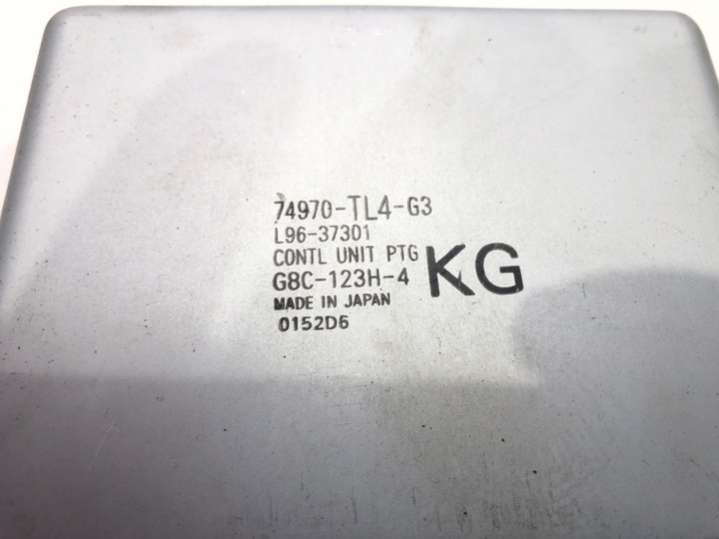 74970-TL4-G3
L96-37301
CONTL UNIT PTG
G8C-123H-4
KG
MADE IN JAPAN
0152D6